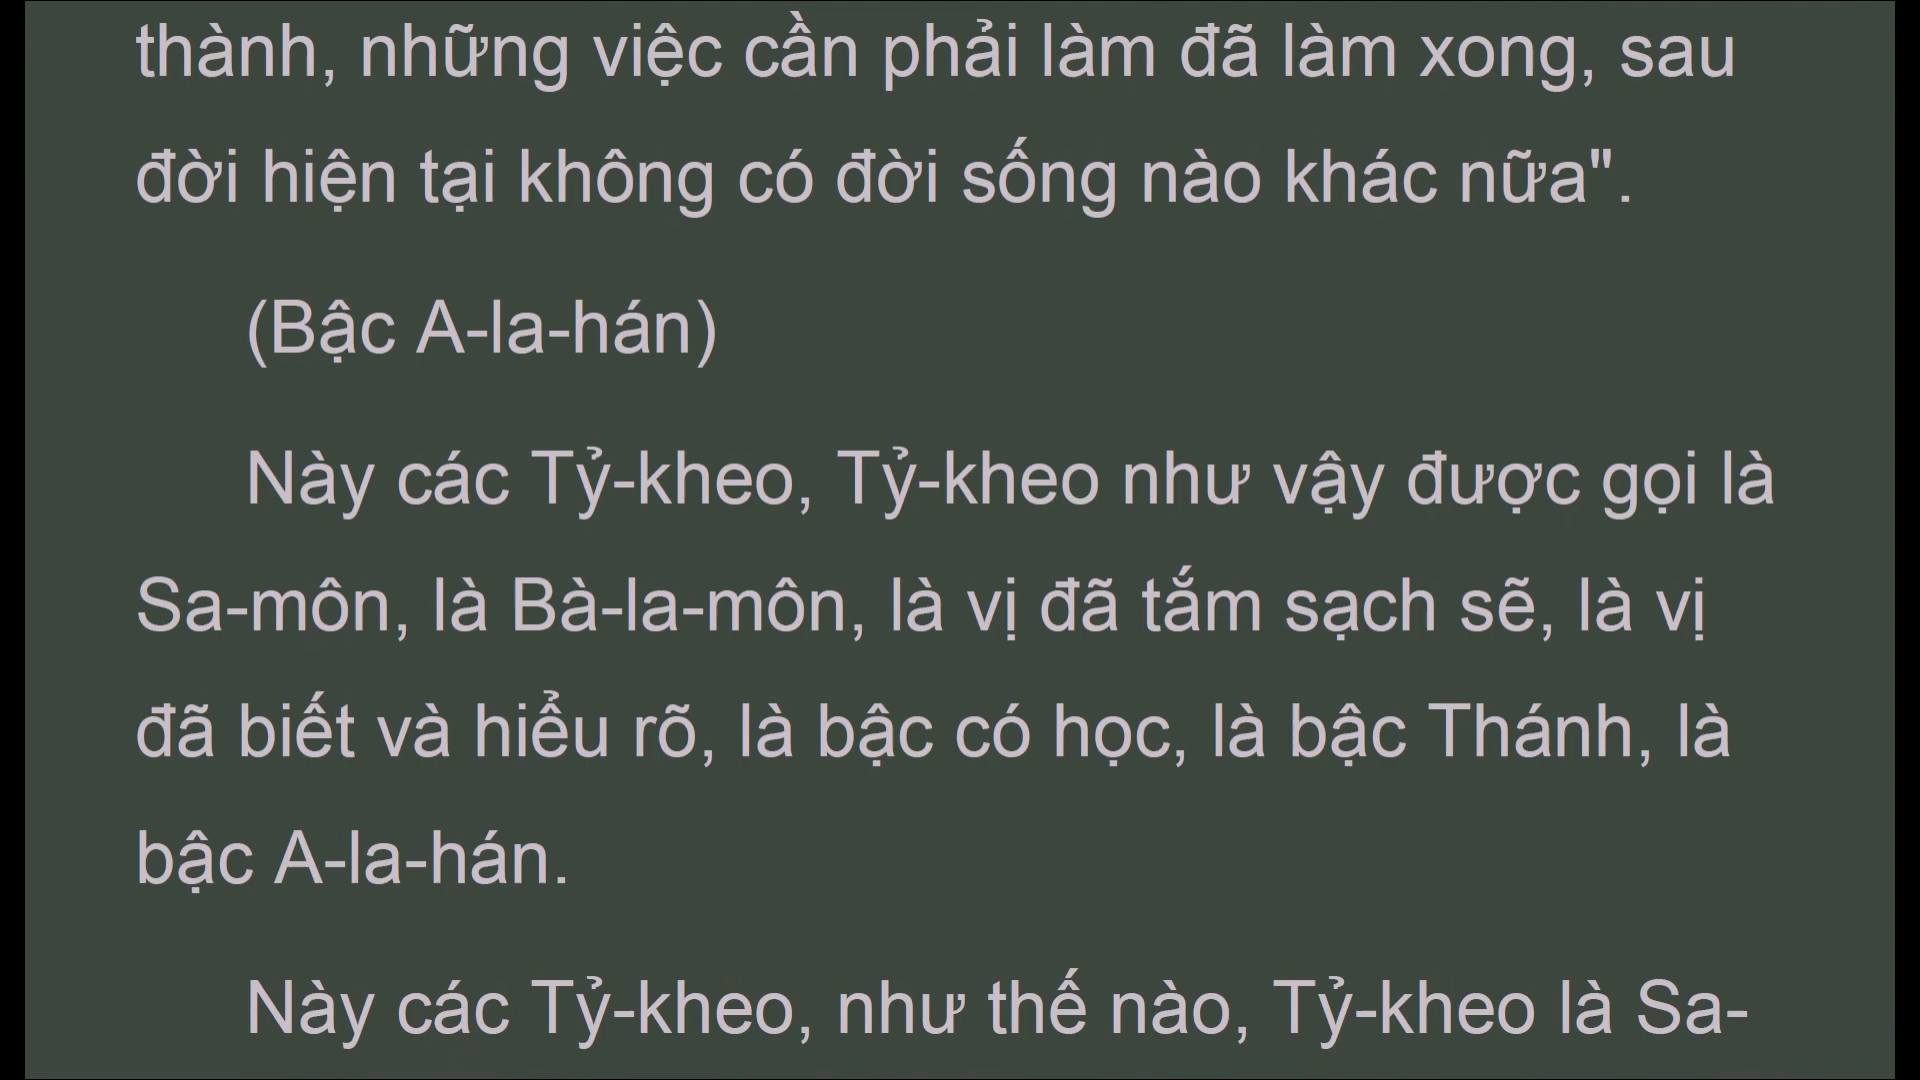 thành, những việc cần phải làm đã làm xong, sau
đời hiện tại không có đời sống nào khác nữa".
(Bậc A-la-hán)
Này các Tỷ-kheo, Tỷ-kheo như vậy được gọi là
Sa-môn, là Bà-la-môn, là vị đã tắm sạch sẽ, là vị
đã biết và hiểu rõ, là bậc có học, là bậc Thánh, là
bậc A-la-hán.
Này các Tỷ-kheo, như thế nào, Tỷ-kheo là Sa-